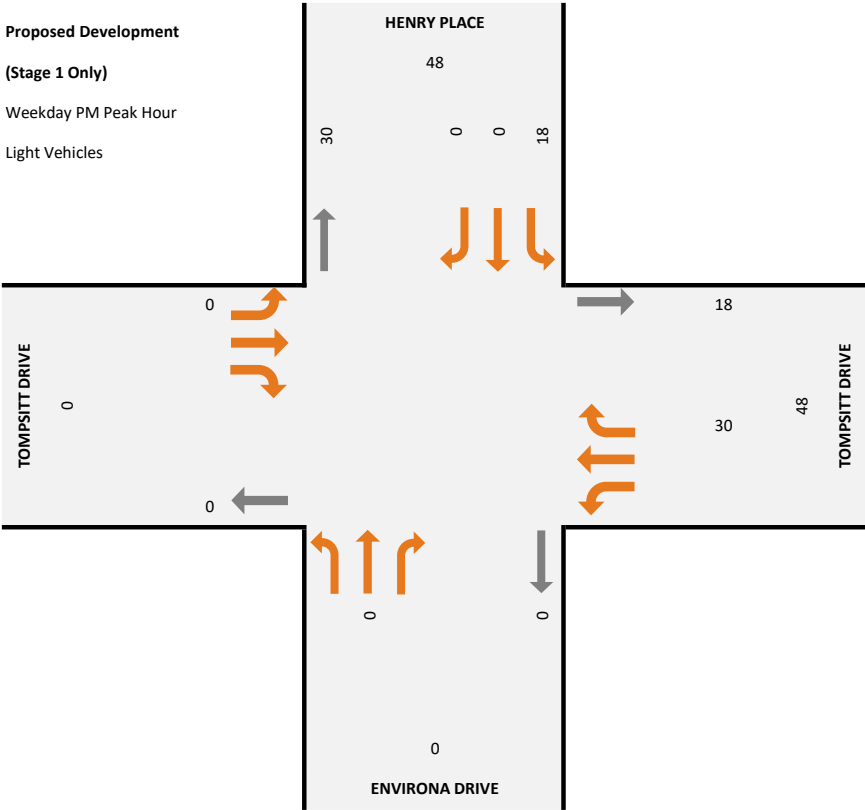 Proposed Development
(Stage 1 Only)
Weekday PM Peak Hour
Light Vehicles
HENRY PLACE
48
30
0
0
18
0
18
TOMPSITT DRIVE
0
30
48
TOMPSITT DRIVE
0
0
0
0
ENVIRONA DRIVE